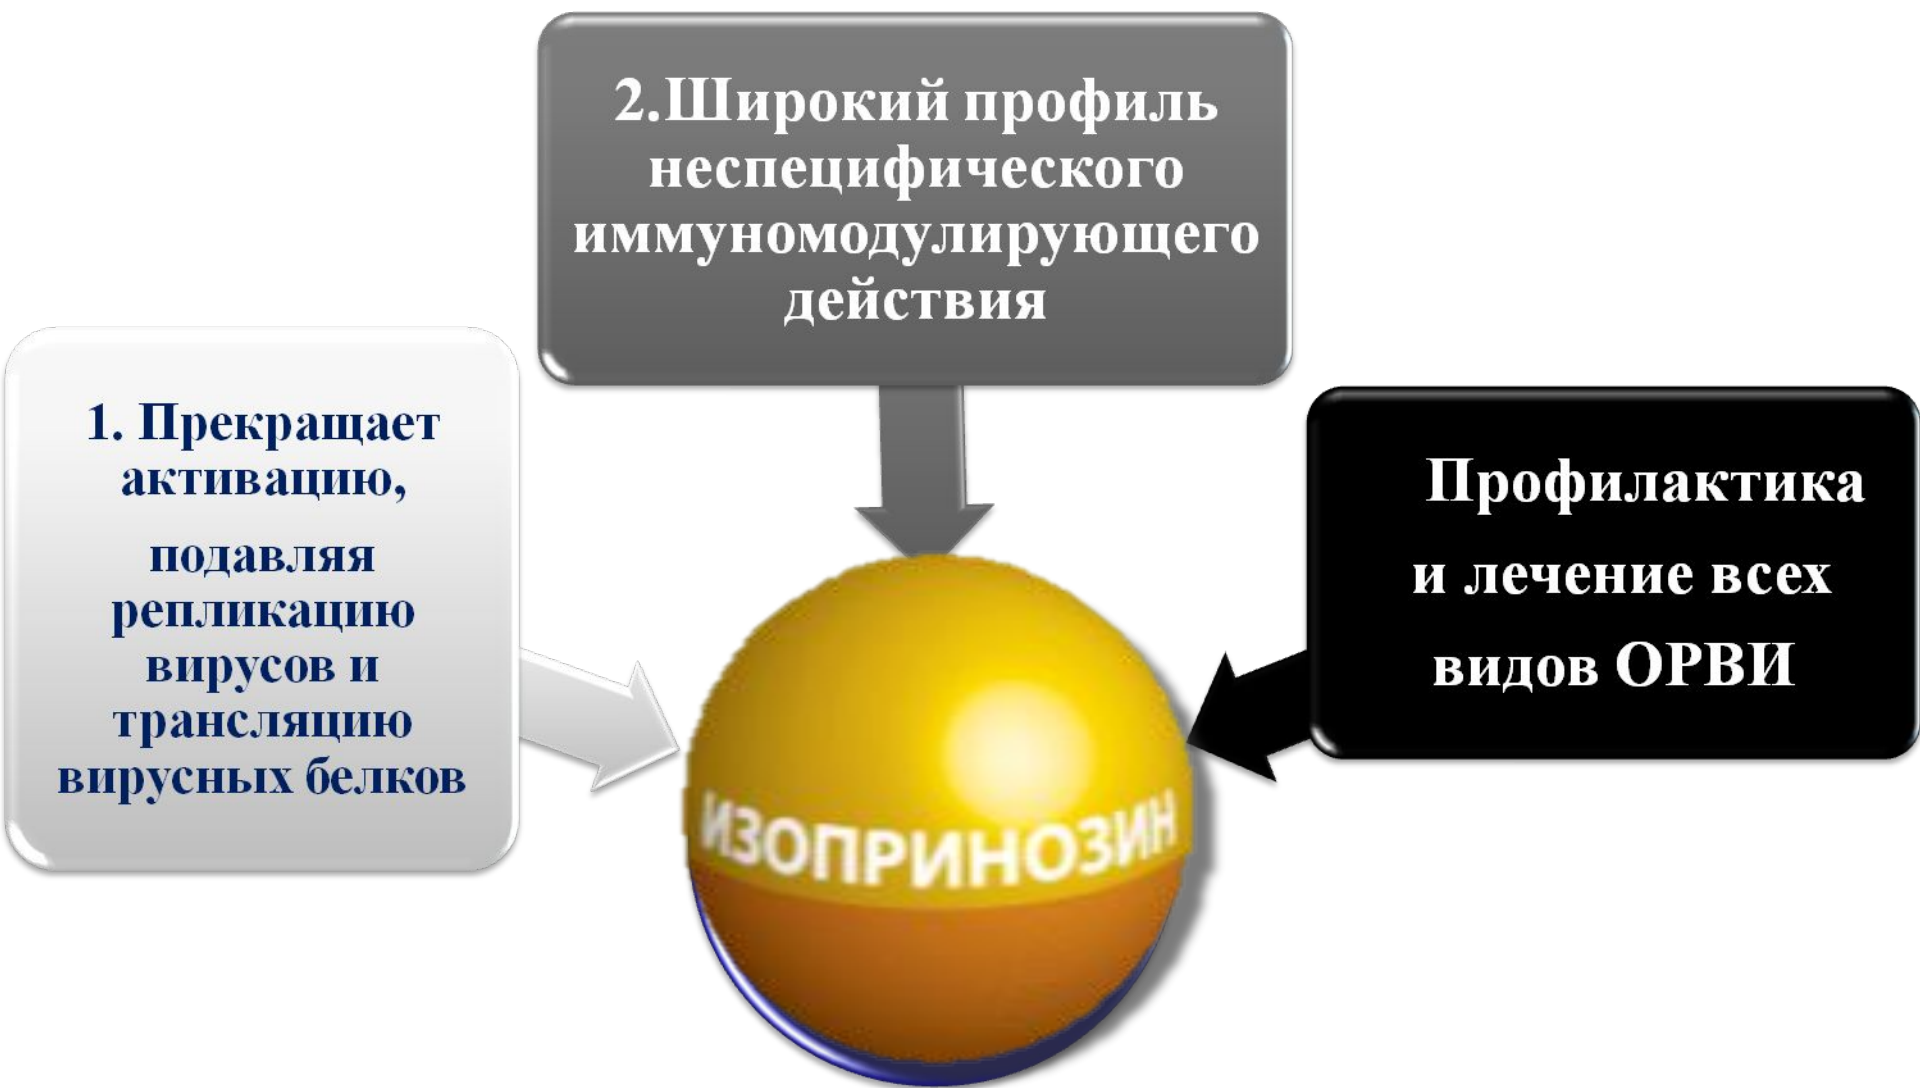 2.Широкий профиль
неспецифического
иммуномодулирующего
действия
1. Прекращает
активацию,
подавляя
репликацию
вирусов и
трансляцию
вирусных белков
Профилактика
и лечение всех
видов ОРВИ
ИЗОПРИНОЗИН